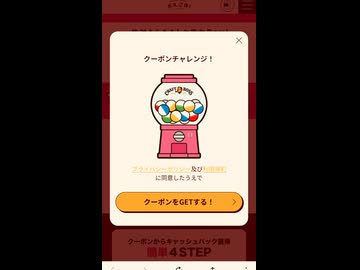 クーポンチャレンジ！
プライバシーポリシー及び利用規約
に同意したうえで
クーポンをGETする！
クーポンからキャッシュバック獲得
簡単4STEP